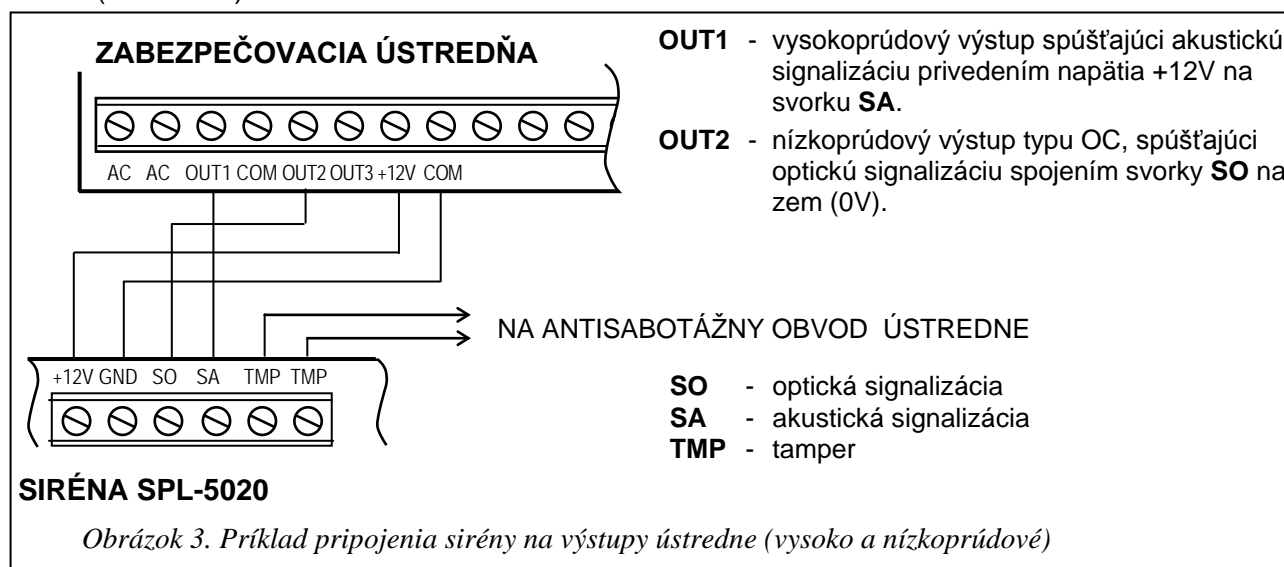 ZABEZPEČOVACIA ÚSTREDŇA
AC AC OUT1 COM OUT2 OUT3 +12V COM
OUT1 - vysokoprúdový výstup spúšťajúci akustickú
signalizáciu privedením napätia +12V na
svorku SA.
OUT2 - nízkoprúdový výstup typu OC, spúšťajúci
optickú signalizáciu spojením svorky SO na
zem (0V).
NA ANTISABOTÁŽNY OBVOD ÚSTREDNE
+12V GND SO SA TMP TMP
SO - optická signalizácia
SA - akustická signalizácia
TMP - tamper
SIRÉNA SPL-5020
Obrázok 3. Príklad pripojenia sirény na výstupy ústredne (vysoko a nízkoprúdové)